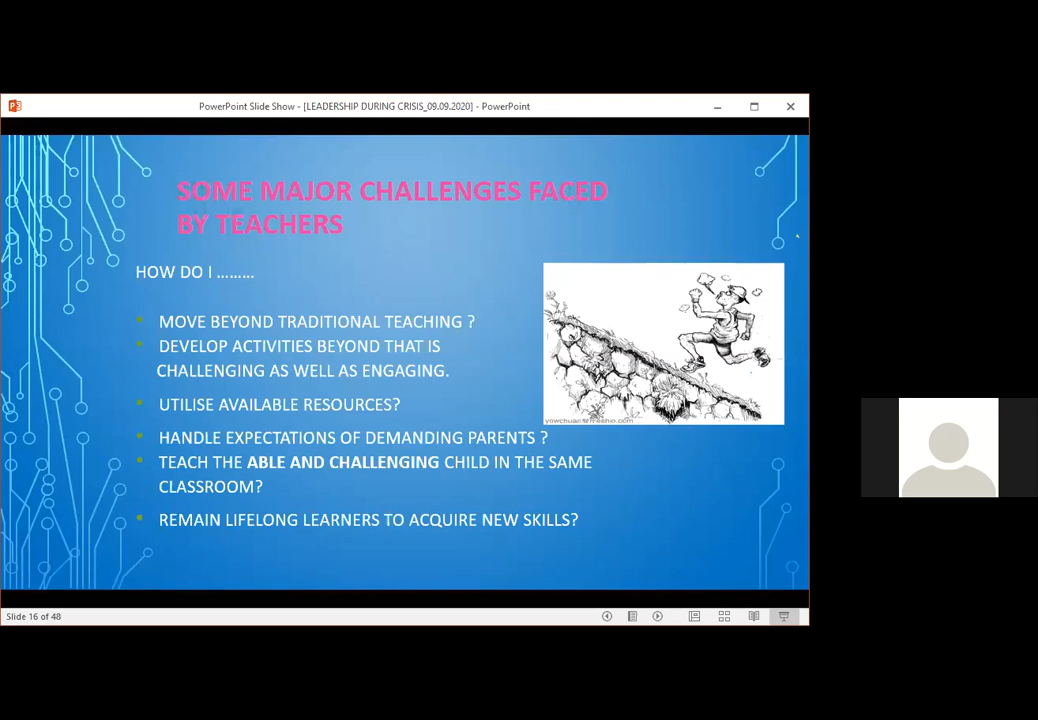 PowerPoint Slide Show - [LEADERSHIP DURING CRISIS_09.09.2020] - PowerPoint
SOME MAJOR CHALLENGES FACED
BY TEACHERS
HOW DO I .........
MOVE BEYOND TRADITIONAL TEACHING ?
DEVELOP ACTIVITIES BEYOND THAT IS
CHALLENGING AS WELL AS ENGAGING.
UTILISE AVAILABLE RESOURCES?
HANDLE EXPECTATIONS OF DEMANDING PARENTS ?
TEACH THE ABLE AND CHALLENGING CHILD IN THE SAME
CLASSROOM?
REMAIN LIFELONG LEARNERS TO ACQUIRE NEW SKILLS?
Slide 16 of 48